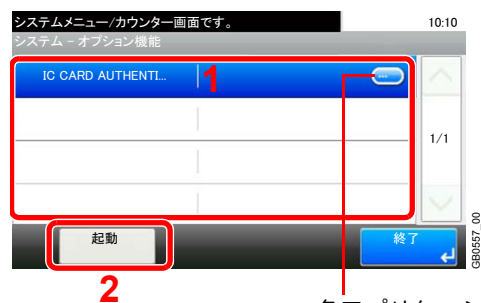 システムメニュー/カウンター画面です。 10:10
システム - オプション機能
IC CARD AUTHENTI... 1
1/1
起動
終了
2
GB0557_00